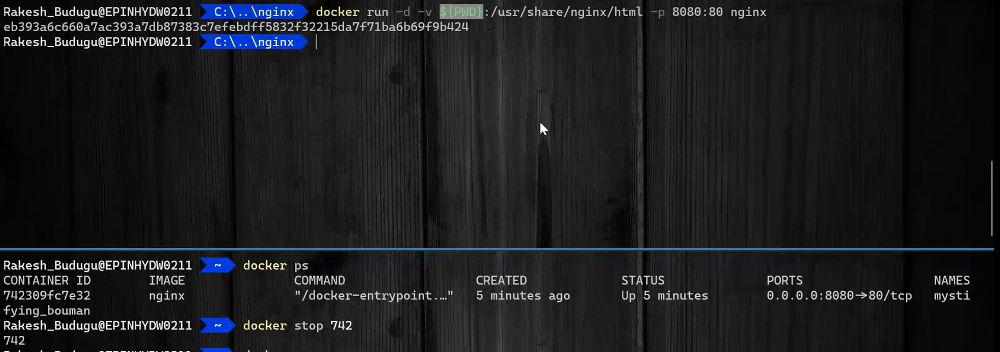 Rakesh_Budugu@EPINHYDW0211 C:\..\nginx docker run -d -v ${PWD}:/usr/share/nginx/html -p 8080:80 nginx
eb393a6c660a7ac393a7db87383c7efebdff5832f32215da7f71ba6b69f9b424
Rakesh_Budugu@EPINHYDW0211 C:\..\nginx
Rakesh_Budugu@EPINHYDW0211 ~ docker ps
CONTAINER ID IMAGE COMMAND CREATED STATUS PORTS NAMES
742309fc7e32 nginx "/docker-entrypoint.…" 5 minutes ago Up 5 minutes 0.0.0.0:8080->80/tcp mysti
fying_bouman
Rakesh_Budugu@EPINHYDW0211 ~ docker stop 742
742